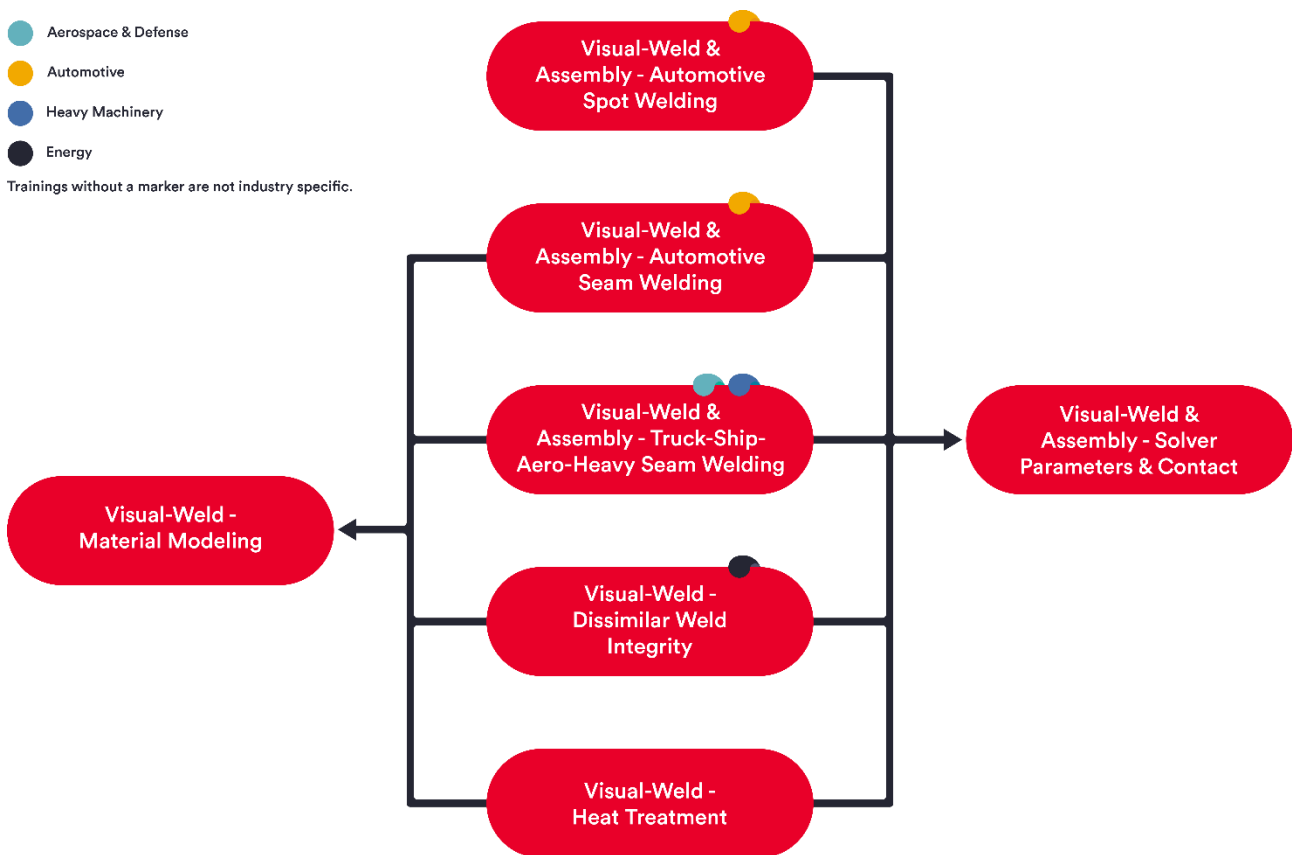 Aerospace & Defense
Automotive
Heavy Machinery
Energy
Trainings without a marker are not industry specific.
Visual-Weld &
Assembly - Automotive
Spot Welding
Visual-Weld &
Assembly - Automotive
Seam Welding
Visual-Weld &
Assembly - Truck-Ship-
Aero-Heavy Seam Welding
Visual-Weld &
Assembly - Solver
Parameters & Contact
Visual-Weld -
Material Modeling
Visual-Weld -
Dissimilar Weld
Integrity
Visual-Weld -
Heat Treatment